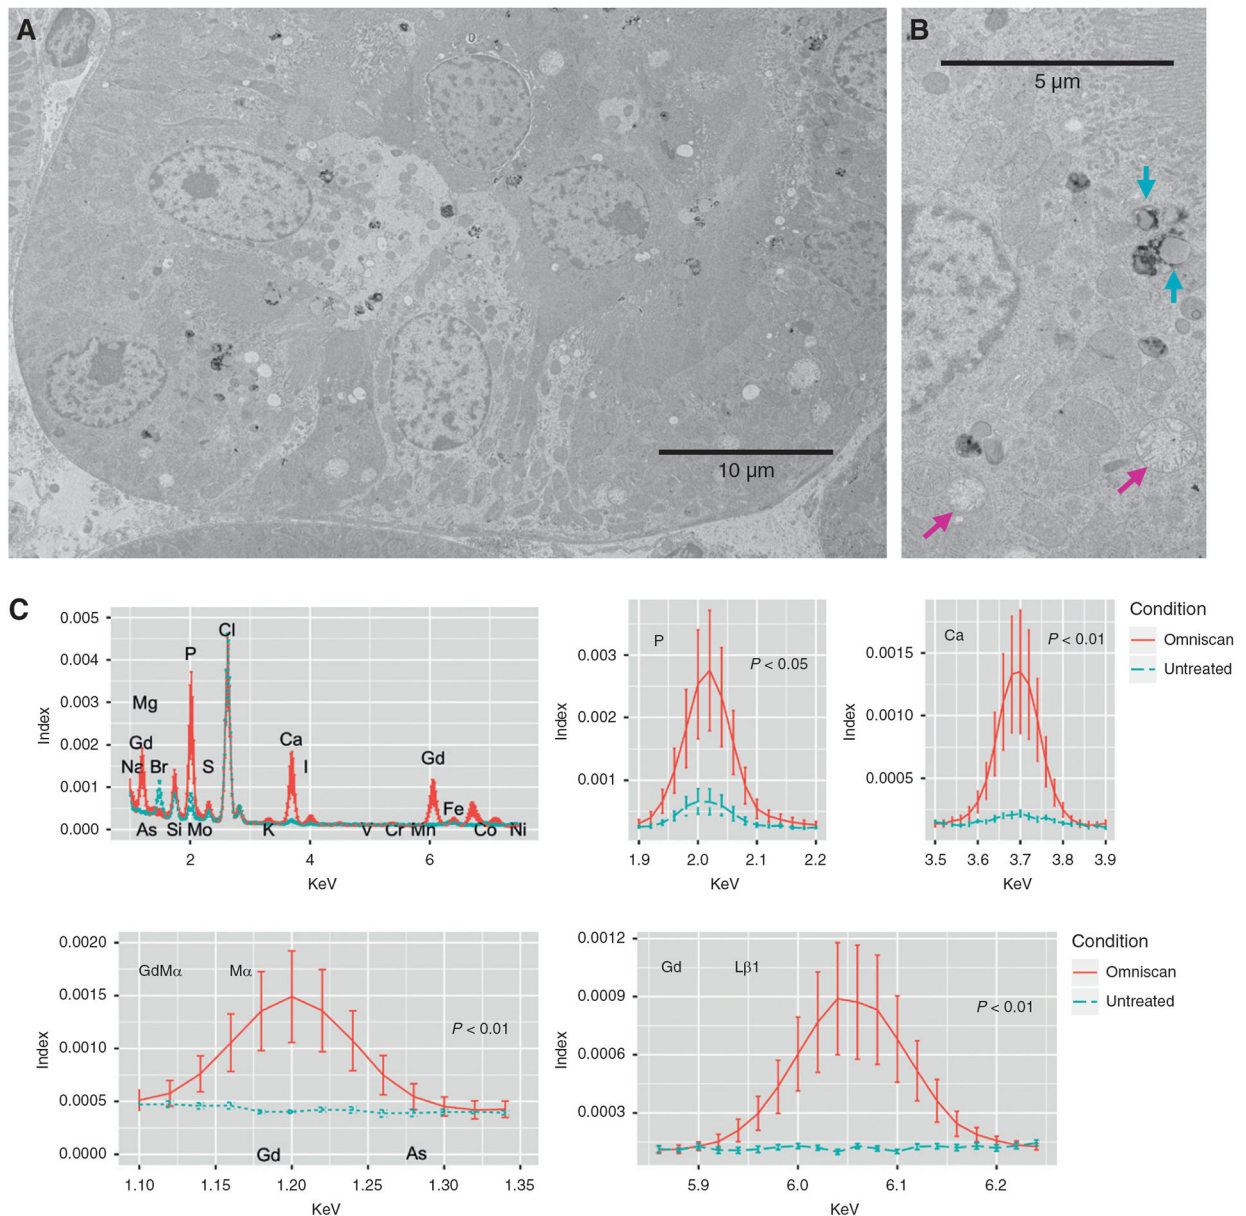 A
B
5 µm
10 µm
C
0.005
0.004
0.003
0.002
0.001
0.000
Index
Cl
P
Mg
Gd
Na Br S
Ca
I
Gd
Fe
As Si Mo K V Cr Mn Co Ni
2 4 6
KeV
P
P < 0.05
0.003
0.002
0.001
Index
1.9 2.0 2.1 2.2
KeV
Ca
P < 0.01
0.0015
0.0010
0.0005
Index
3.5 3.6 3.7 3.8 3.9
KeV
Condition
Omniscan
Untreated
0.0020
0.0015
0.0010
0.0005
0.0000
Index
GdMα Mα
P < 0.01
Gd As
1.10 1.15 1.20 1.25 1.30 1.35
KeV
0.0012
0.0009
0.0006
0.0003
Index
Gd Lβ1
P < 0.01
5.9 6.0 6.1 6.2
KeV
Condition
Omniscan
Untreated